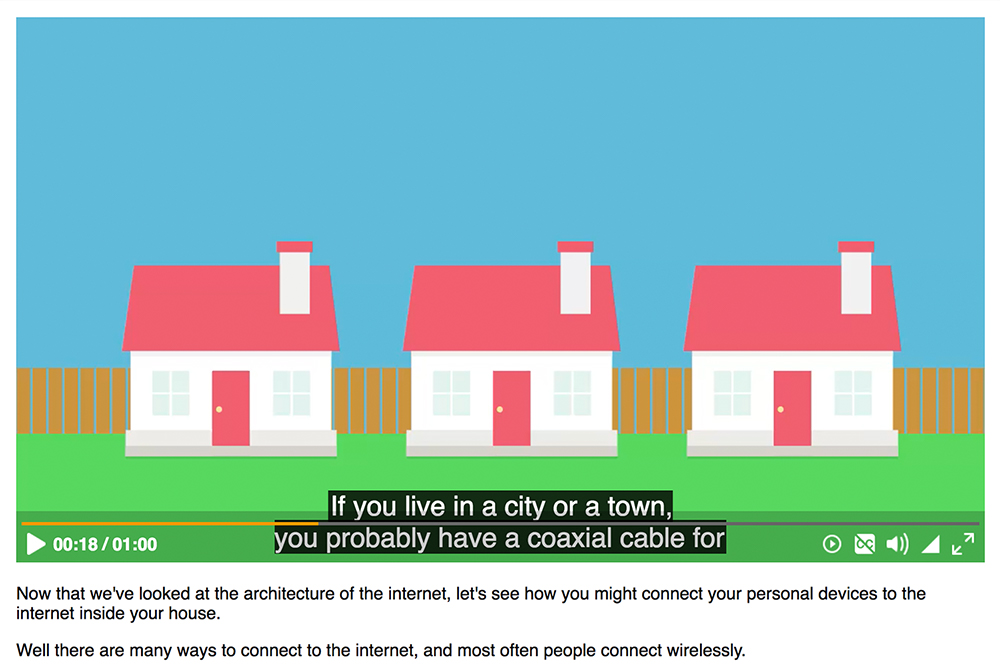 If you live in a city or a town,
you probably have a coaxial cable for
00:18 / 01:00
CC
Now that we've looked at the architecture of the internet, let's see how you might connect your personal devices to the
internet inside your house.
Well there are many ways to connect to the internet, and most often people connect wirelessly.